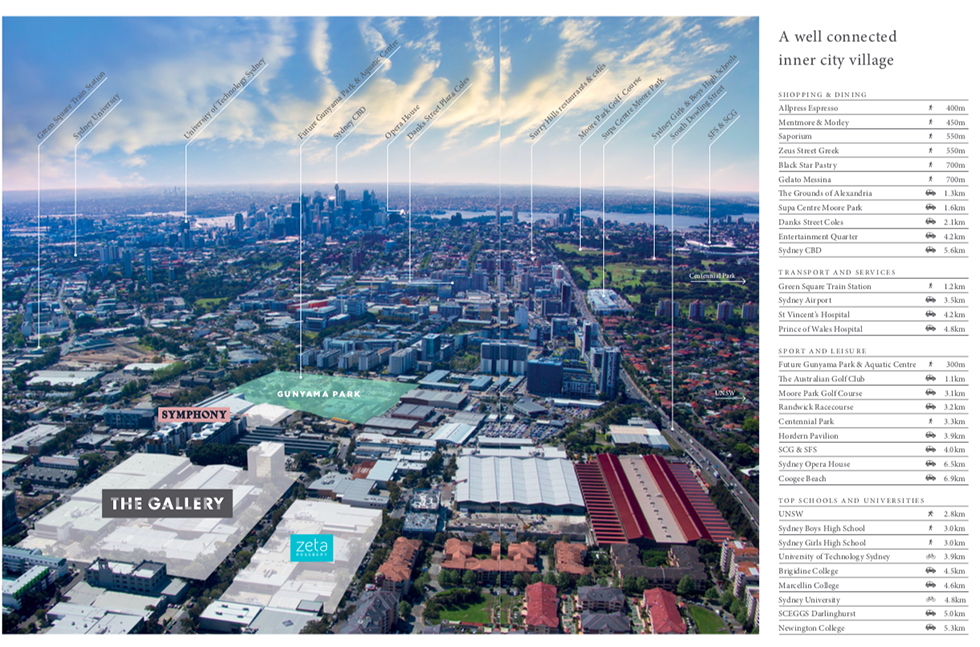 Green Square Train Station
Sydney University
University of Technology Sydney
Future Gunyama Park & Aquatic Centre
Sydney CBD
Opera House
Danks Street Plaza Coles
Surry Hills restaurants & cafes
Moore Park Golf Course
Supa Centre Moore Park
Sydney Girls & Boys High Schools
South Dowling Street
SFS & SCG
Centennial Park
UNSW
GUNYAMA PARK
SYMPHONY
THE GALLERY
zeta
ROSEBERY
A well connected
inner city village
SHOPPING & DINING
Allpress Espresso 400m
Mentmore & Morley 450m
Saporium 550m
Zeus Street Greek 550m
Black Star Pastry 700m
Gelato Messina 700m
The Grounds of Alexandria 1.3km
Supa Centre Moore Park 1.6km
Danks Street Coles 2.1km
Entertainment Quarter 4.2km
Sydney CBD 5.6km
TRANSPORT AND SERVICES
Green Square Train Station 1.2km
Sydney Airport 3.5km
St Vincent's Hospital 4.2km
Prince of Wales Hospital 4.8km
SPORT AND LEISURE
Future Gunyama Park & Aquatic Centre 300m
The Australian Golf Club 1.1km
Moore Park Golf Course 3.1km
Randwick Racecourse 3.2km
Centennial Park 3.3km
Hordern Pavilion 3.9km
SCG & SFS 4.0km
Sydney Opera House 6.5km
Coogee Beach 6.9km
TOP SCHOOLS AND UNIVERSITIES
UNSW 2.8km
Sydney Boys High School 3.0km
Sydney Girls High School 3.0km
University of Technology Sydney 3.9km
Brigidine College 4.5km
Marcellin College 4.6km
Sydney University 4.8km
SCEGGS Darlinghurst 5.0km
Newington College 5.3km